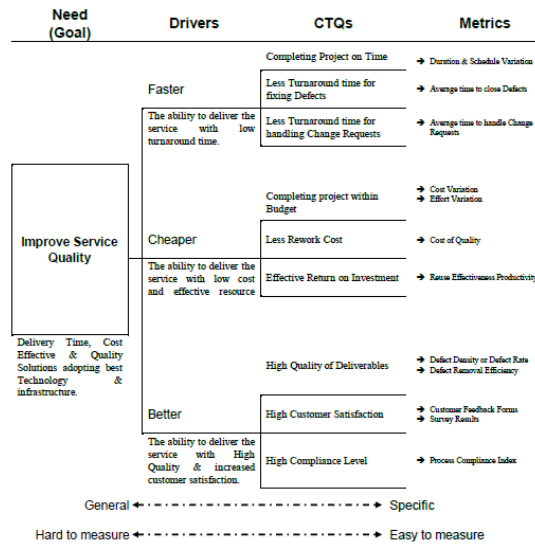 Need
(Goal)
Drivers
CTQs
Metrics
Completing Project on Time
➔ Duration & Schedule Variation
Faster
Less Turnaround time for
fixing Defects
➔ Average time to close Defects
The ability to deliver the
service with low
turnaround time.
Less Turnaround time for
handling Change Requests
➔ Average time to handle Change
Requests
Completing project within
Budget
➔ Cost Variation
➔ Effort Variation
Improve Service
Quality
Cheaper
Less Rework Cost
➔ Cost of Quality
The ability to deliver the
service with low cost
and effective resource
Effective Return on Investment
➔ Reuse Effectiveness Productivity
Delivery Time, Cost
Effective & Quality
Solutions adopting best
Technology &
infrastructure.
High Quality of Deliverables
➔ Defect Density or Defect Rate
➔ Defect Removal Efficiency
Better
High Customer Satisfaction
➔ Customer Feedback Forms
➔ Survey Results
The ability to deliver the
service with High
Quality & increased
customer satisfaction.
High Compliance Level
➔ Process Compliance Index
General
Specific
Hard to measure
Easy to measure